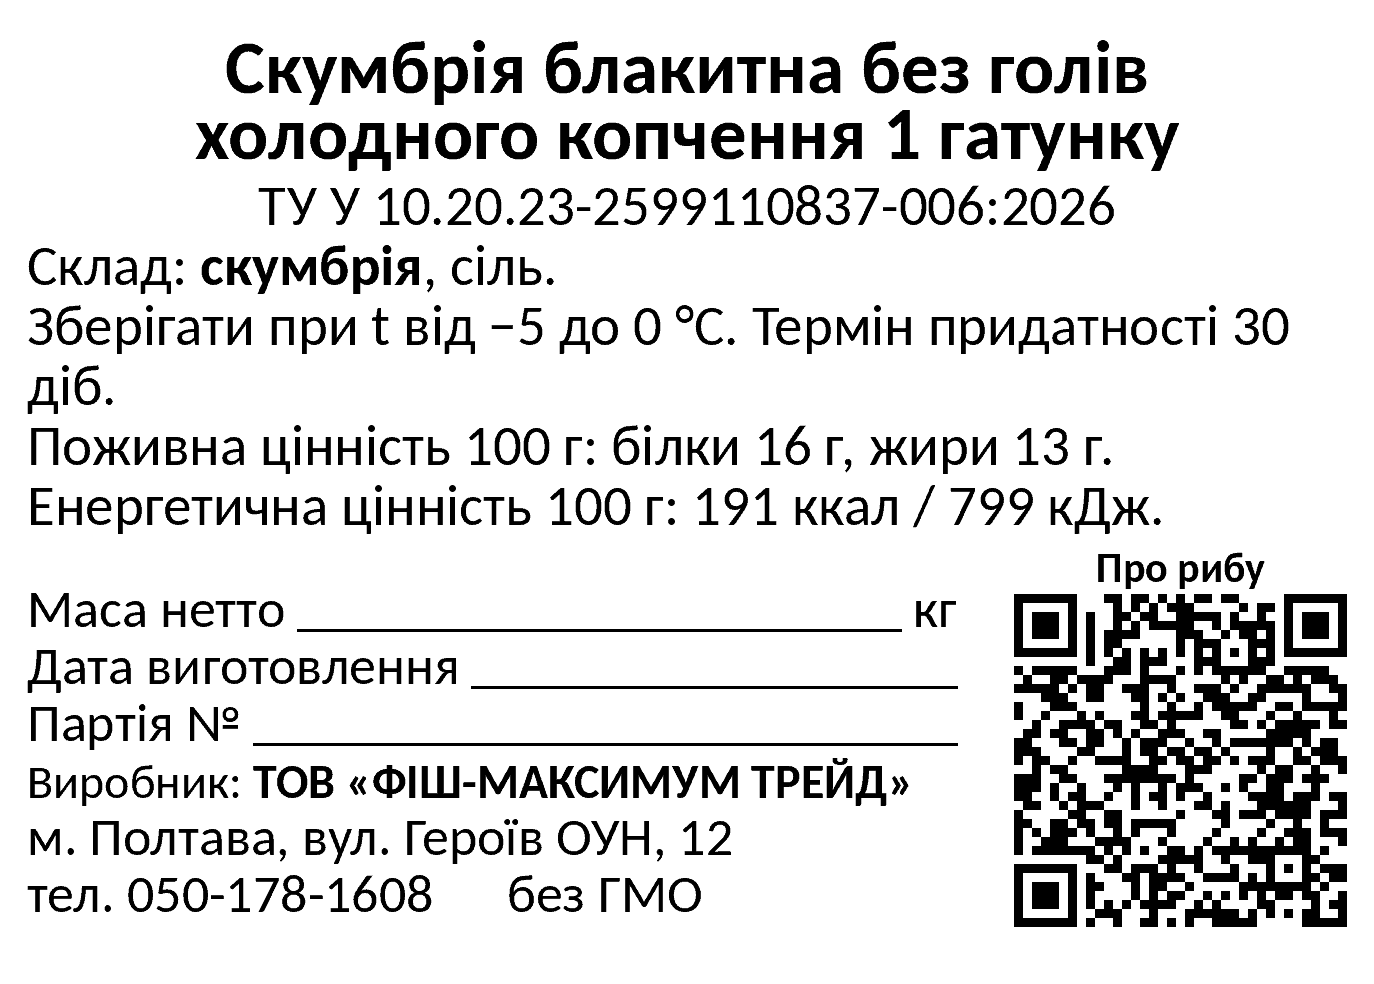 Скумбрія блакитна без голів
холодного копчення 1 гатунку
ТУ У 10.20.23-2599110837-006:2026
Склад: скумбрія, сіль.
Зберігати при t від −5 до 0 °C. Термін придатності 30
діб.
Поживна цінність 100 г: білки 16 г, жири 13 г.
Енергетична цінність 100 г: 191 ккал / 799 кДж.
Про рибу
Маса нетто ______ кг
Дата виготовлення ______
Партія № ______
Виробник: ТОВ «ФІШ-МАКСИМУМ ТРЕЙД»
м. Полтава, вул. Героїв ОУН, 12
тел. 050-178-1608 без ГМО